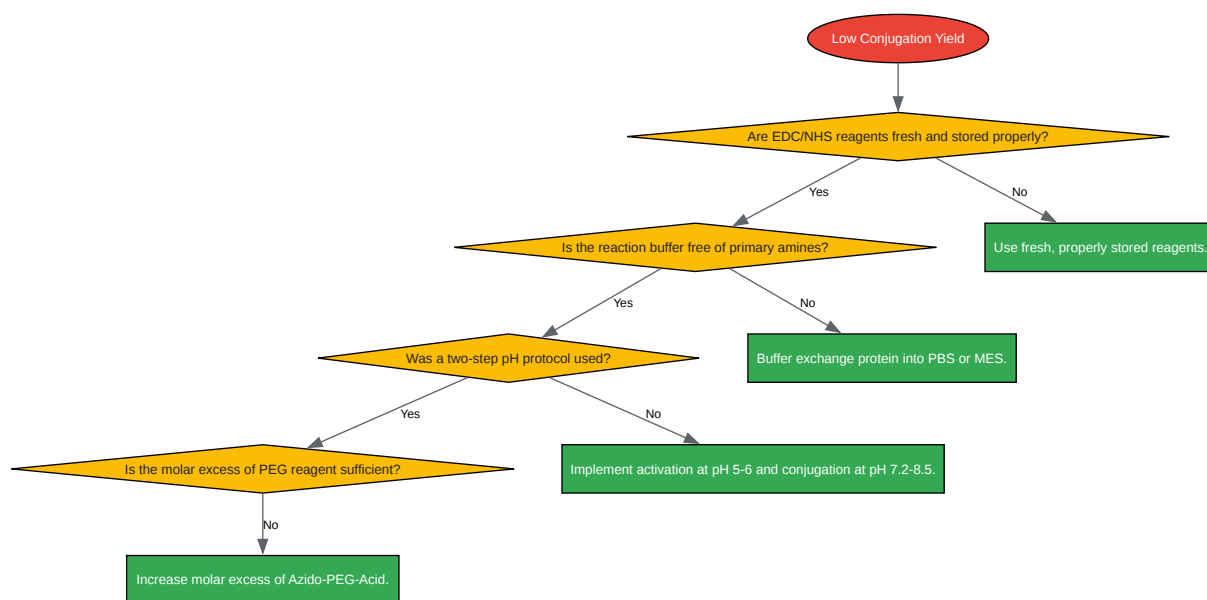 Low Conjugation Yield
Are EDC/NHS reagents fresh and stored properly?
Yes
No
Is the reaction buffer free of primary amines?
Use fresh, properly stored reagents.
Yes
No
Was a two-step pH protocol used?
Buffer exchange protein into PBS or MES.
Yes
No
Is the molar excess of PEG reagent sufficient?
Implement activation at pH 5-6 and conjugation at pH 7.2-8.5.
No
Increase molar excess of Azido-PEG-Acid.